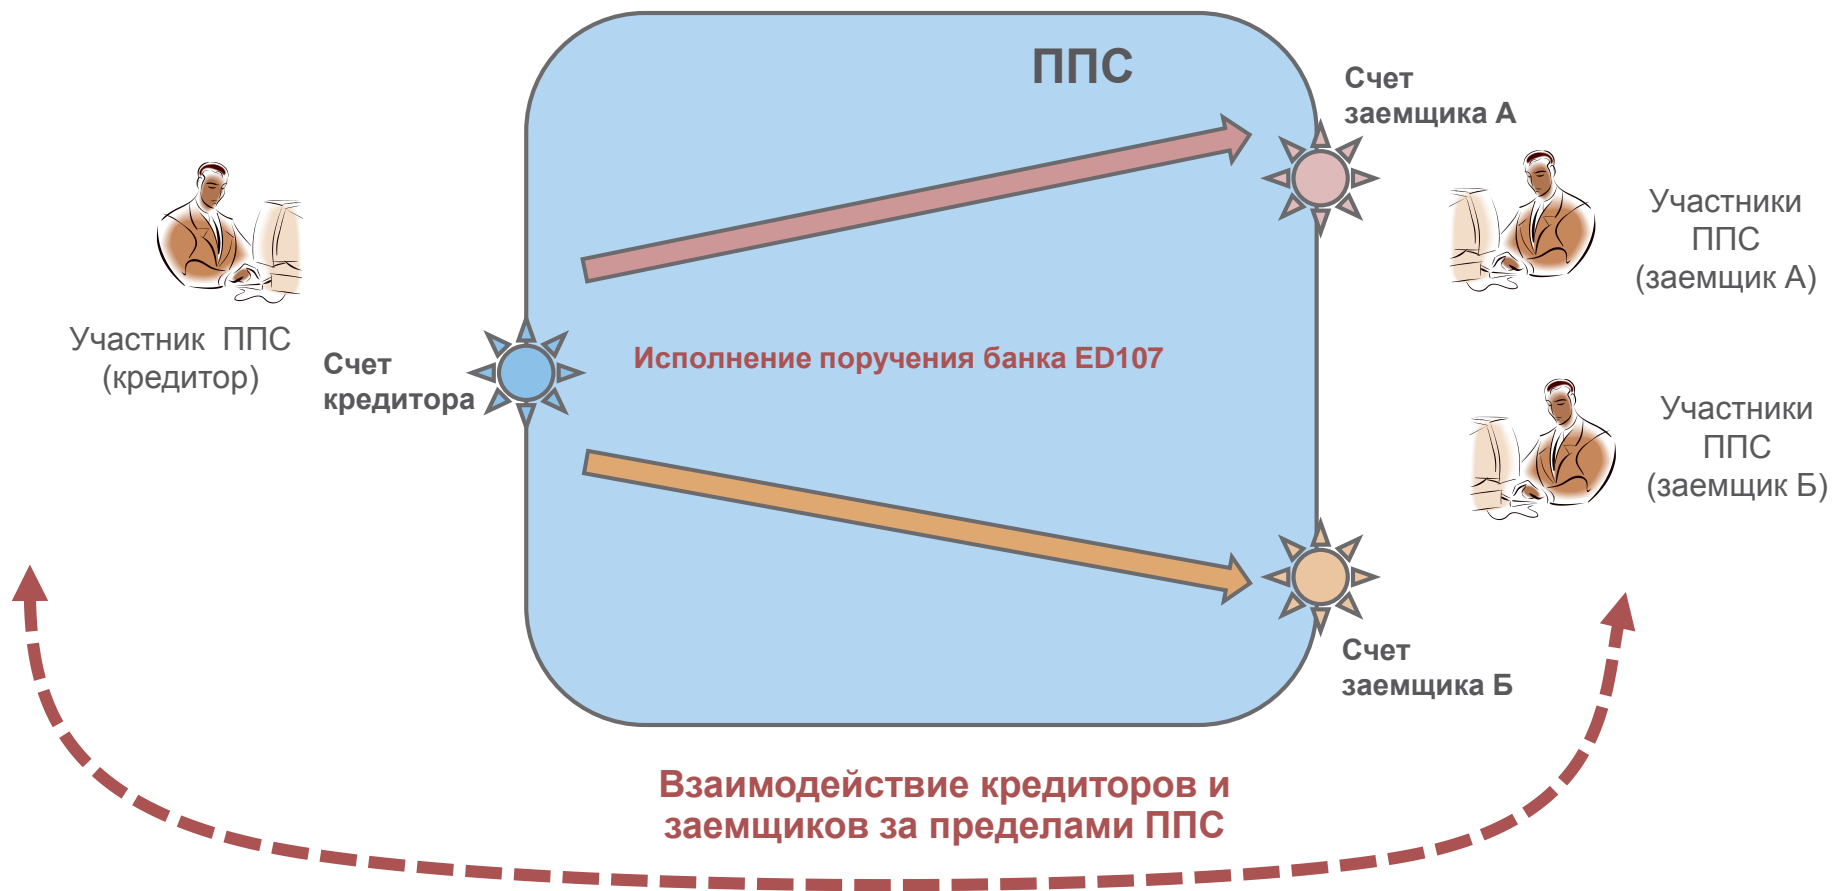 ППС
Счет
заемщика А
Участники
ППС
(заемщик А)
Участник ППС
(кредитор)
Счет
кредитора
Исполнение поручения банка ED107
Участники
ППС
(заемщик Б)
Счет
заемщика Б
Взаимодействие кредиторов и
заемщиков за пределами ППС